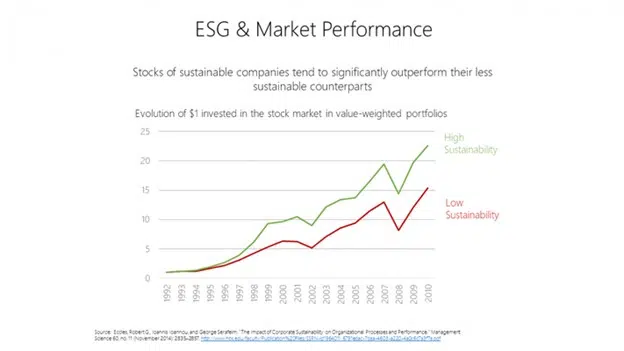 ESG & Market Performance
Stocks of sustainable companies tend to significantly outperform their less
sustainable counterparts
Evolution of $1 invested in the stock market in value-weighted portfolios
25
20
15
10
5
0
High
Sustainability
Low
Sustainability
1992 1993 1994 1995 1996 1997 1998 1999 2000 2001 2002 2003 2004 2005 2006 2007 2008 2009 2010
Source: Eccles, Robert G., Ioannis Ioannou, and George Serafeim. "The Impact of Corporate Sustainability on Organizational Processes and Performance." Management
Science 60, no. 11 (November 2014): 2835–2857.